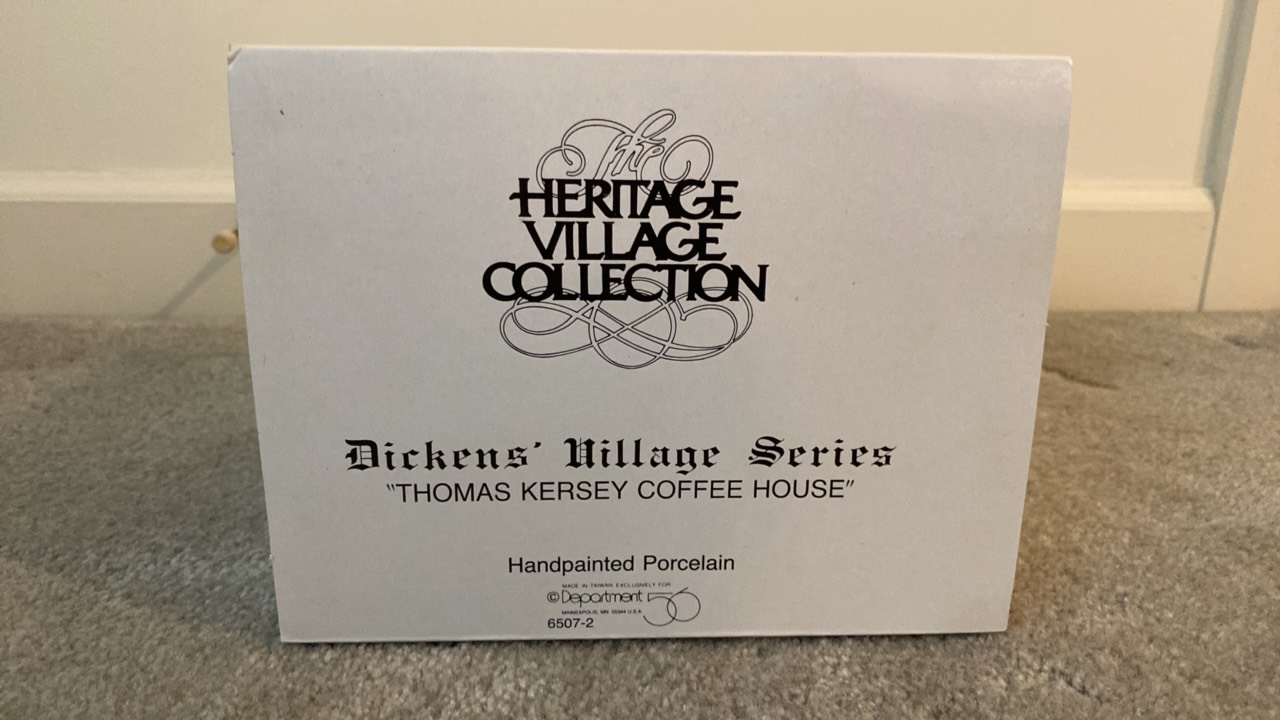 The
HERITAGE
VILLAGE
COLLECTION
Dickens' Village Series
"THOMAS KERSEY COFFEE HOUSE"
Handpainted Porcelain
MADE IN TAIWAN EXCLUSIVELY FOR
©Department 56
MINNEAPOLIS, MN 55344 U.S.A.
6507-2